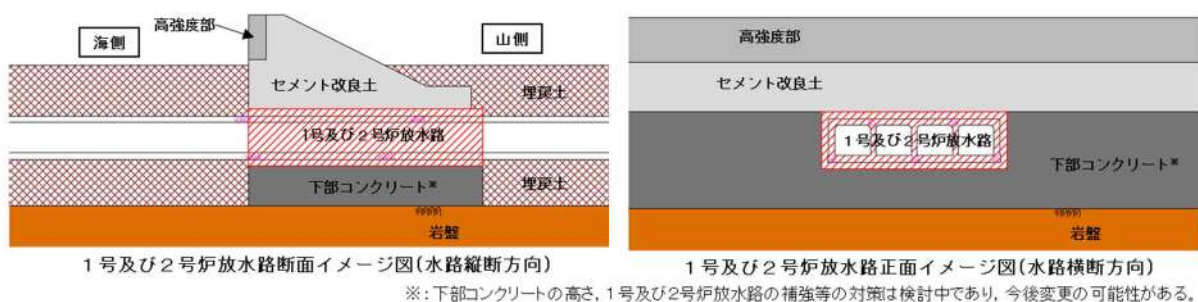 高強度部
海側
山側
セメント改良土
埋戻土
1号及び2号炉放水路
下部コンクリート※
埋戻土
岩盤
1号及び2号炉放水路断面イメージ図(水路縦断方向)
高強度部
セメント改良土
1号及び2号炉放水路
下部コンクリート※
岩盤
1号及び2号炉放水路正面イメージ図(水路横断方向)
※:下部コンクリートの高さ,1号及び2号炉放水路の補強等の対策は検討中であり,今後変更の可能性がある。